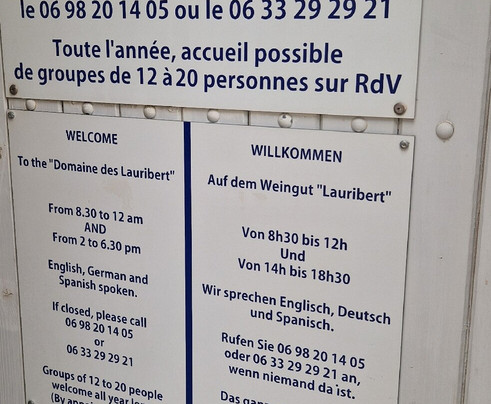 le 06 98 20 14 05 ou le 06 33 29 29 21
Toute l'année, accueil possible
de groupes de 12 à 20 personnes sur RdV
WELCOME
To the "Domaine des Lauribert"
From 8.30 to 12 am
AND
From 2 to 6.30 pm
English, German and
Spanish spoken.
If closed, please call
06 98 20 14 05
or
06 33 29 29 21
Groups of 12 to 20 people
welcome all year
(By
WILLKOMMEN
Auf dem Weingut "Lauribert"
Von 8h30 bis 12h
Und
Von 14h bis 18h30
Wir sprechen Englisch, Deutsch
und Spanisch.
Rufen Sie 06 98 20 14 05
oder 06 33 29 29 21 an,
wenn niemand da ist.
Das